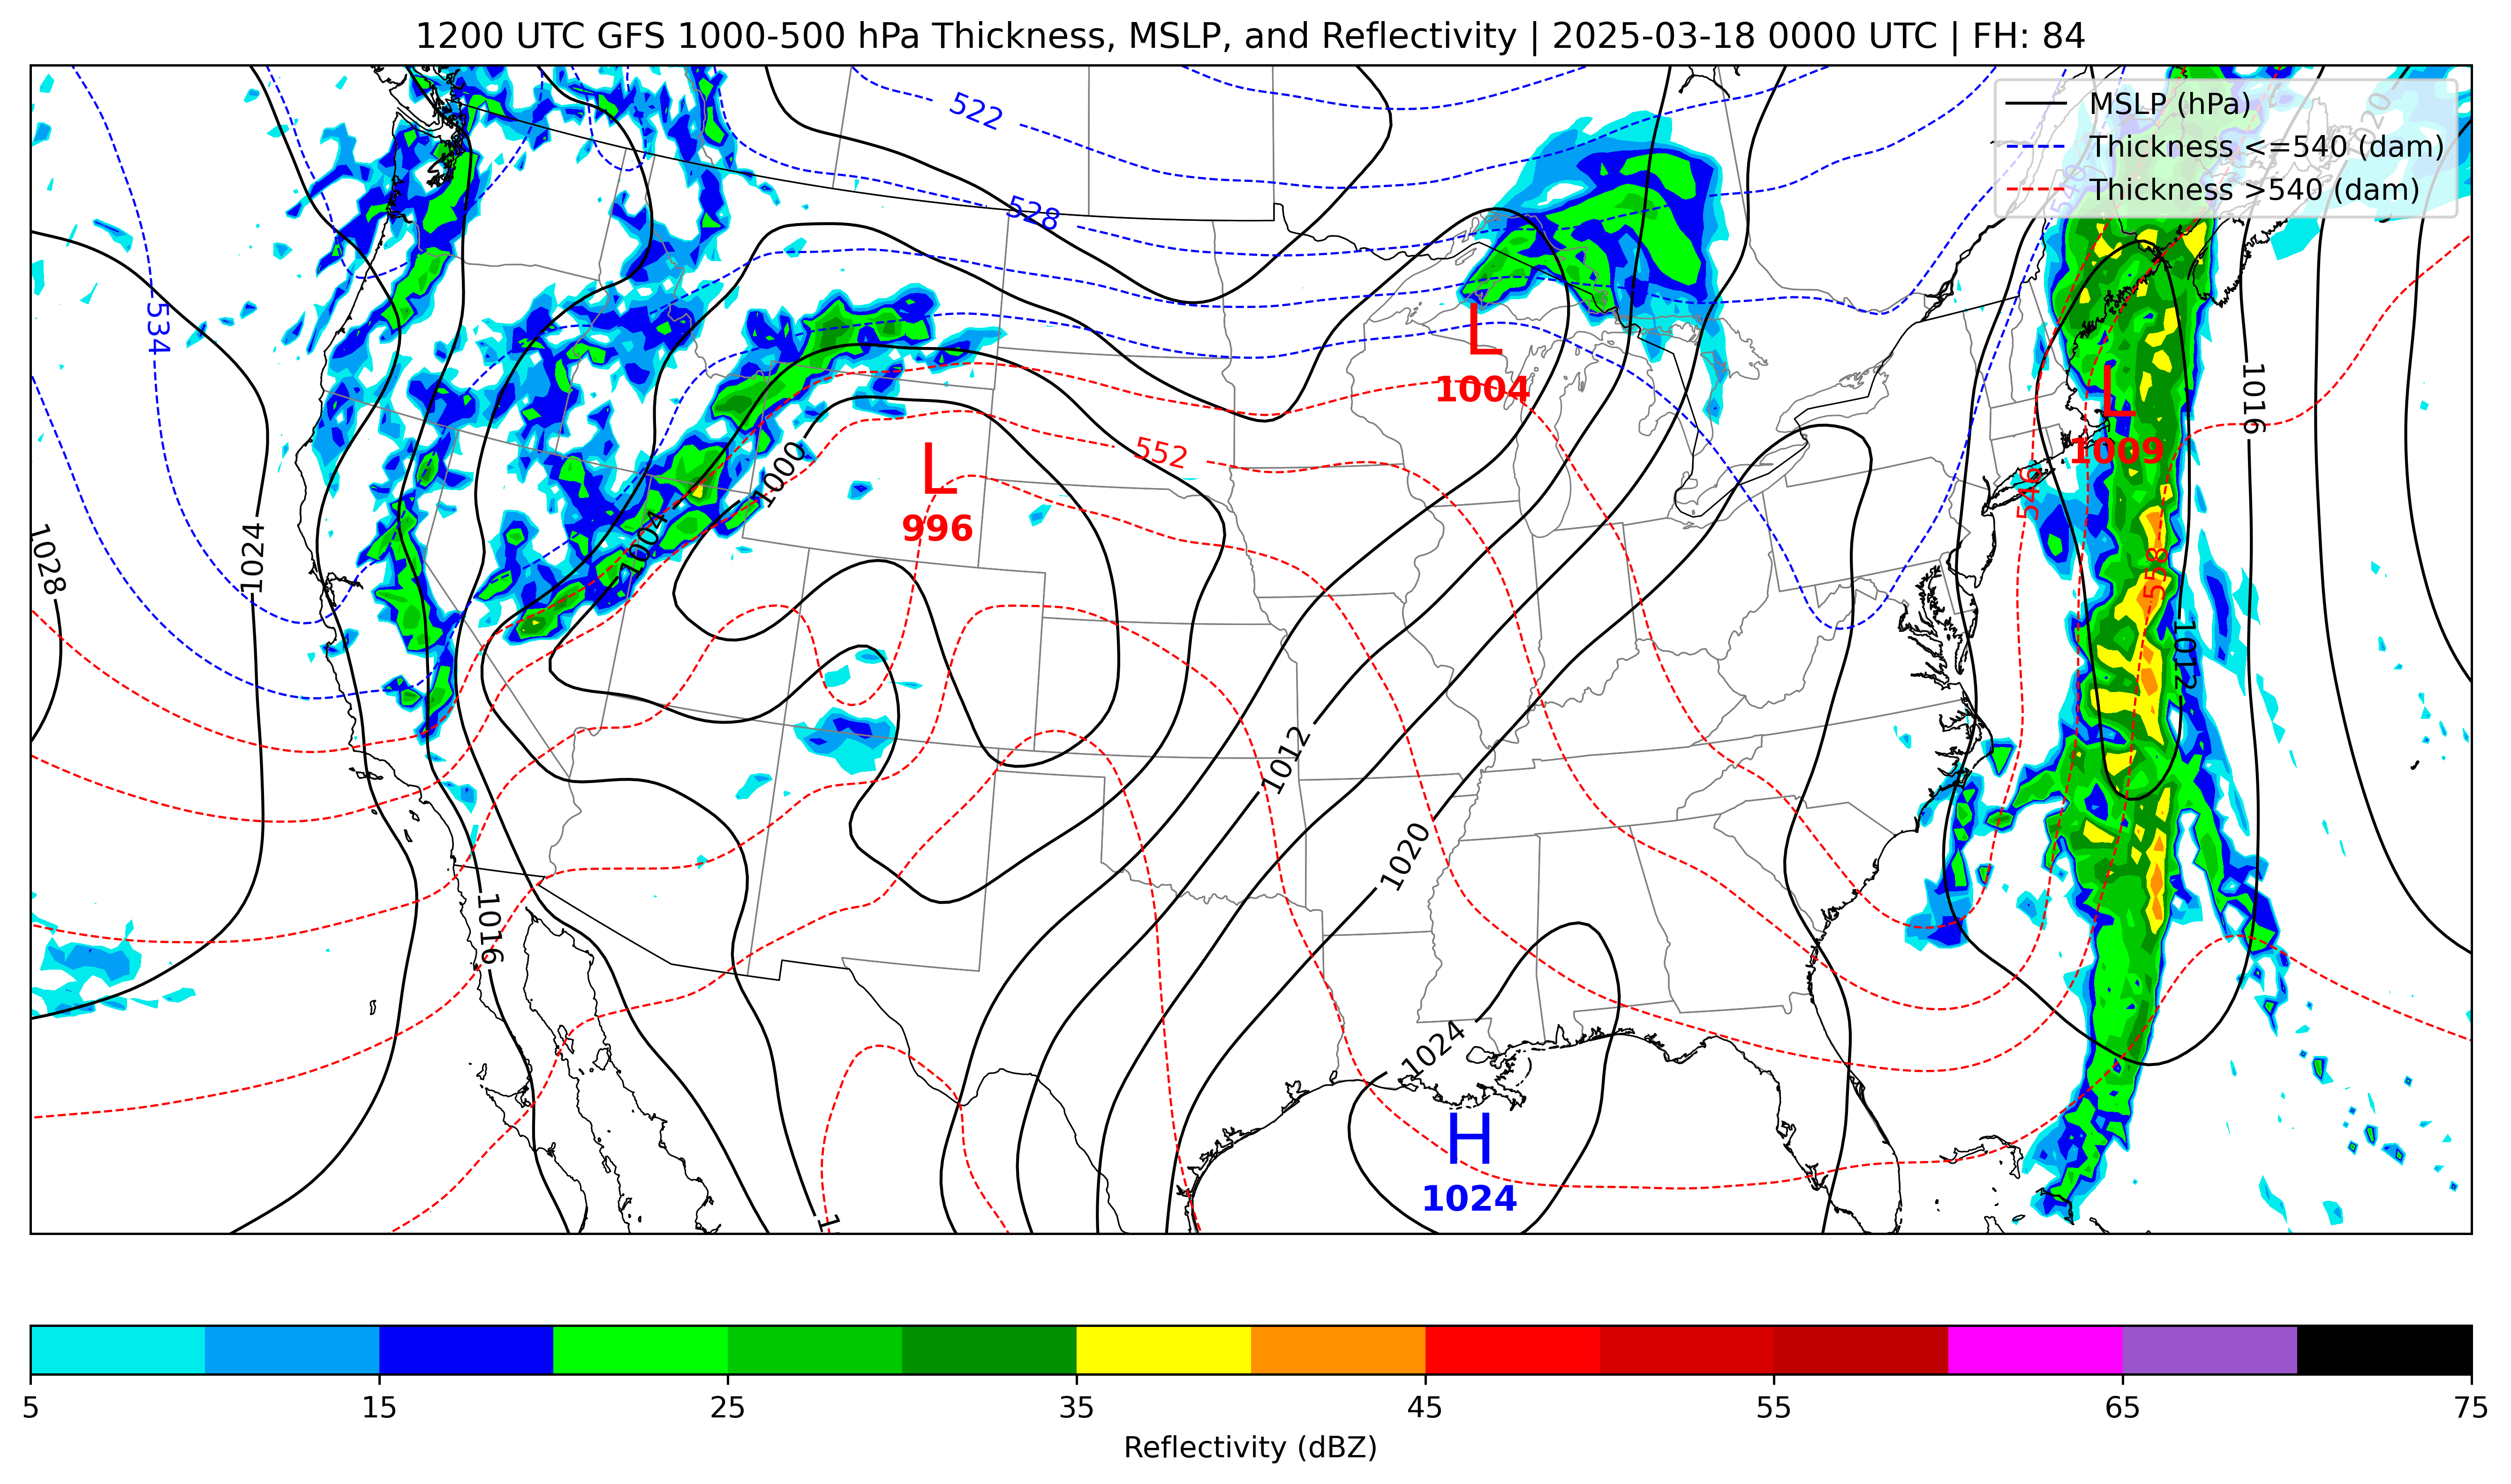 1200 UTC GFS 1000-500 hPa Thickness, MSLP, and Reflectivity | 2025-03-18 0000 UTC | FH: 84
MSLP (hPa)
Thickness <=540 (dam)
Thickness >540 (dam)
522
520
540
528
534
L
1004
L
1009
1016
552
1000
L
996
546
1004
1024
1028
558
1012
1012
1020
1016
1024
H
1024
1
5 15 25 35 45 55 65 75
Reflectivity (dBZ)